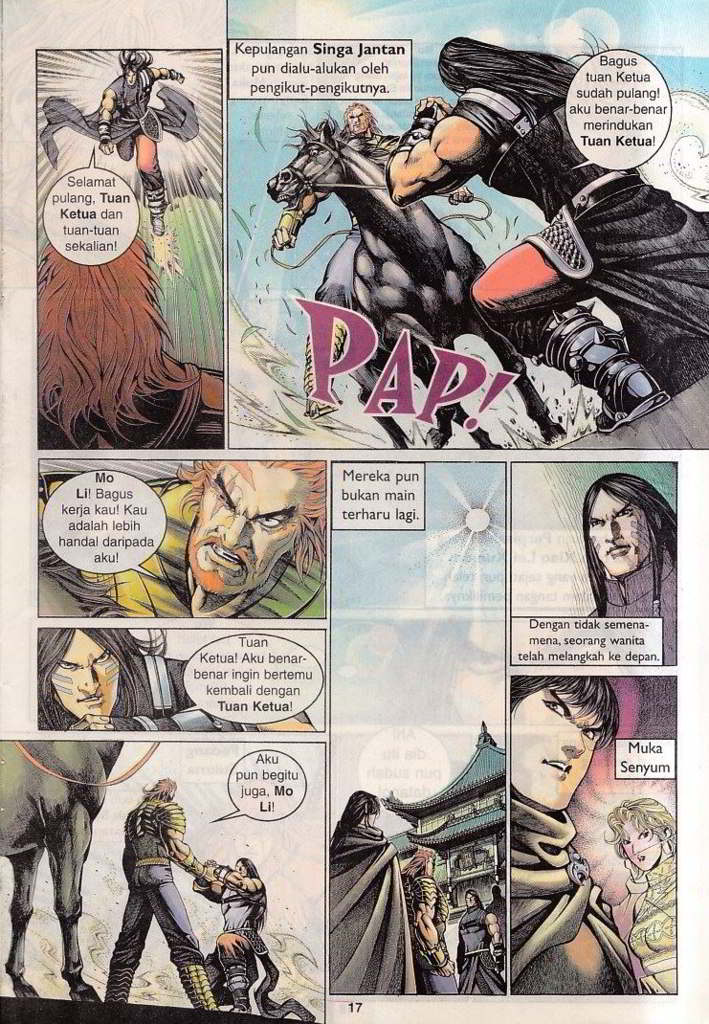 Selamat
pulang, Tuan
Ketua dan
tuan-tuan
sekalian!
Kepulangan Singa Jantan
pun dialu-alukan oleh
pengikut-pengikutnya.
Bagus
tuan Ketua
sudah pulang!
aku benar-benar
merindukan
Tuan Ketua!
PAP!
Mo
Li! Bagus
kerja kau! Kau
adalah lebih
handal daripada
aku!
Tuan
Ketua! Aku benar-
benar ingin bertemu
kembali dengan
Tuan Ketua!
Aku
pun begitu
juga, Mo
Li!
Mereka pun
bukan main
terharu lagi.
Dengan tidak semena-
mena, seorang wanita
telah melangkah ke depan.
Muka
Senyum
17